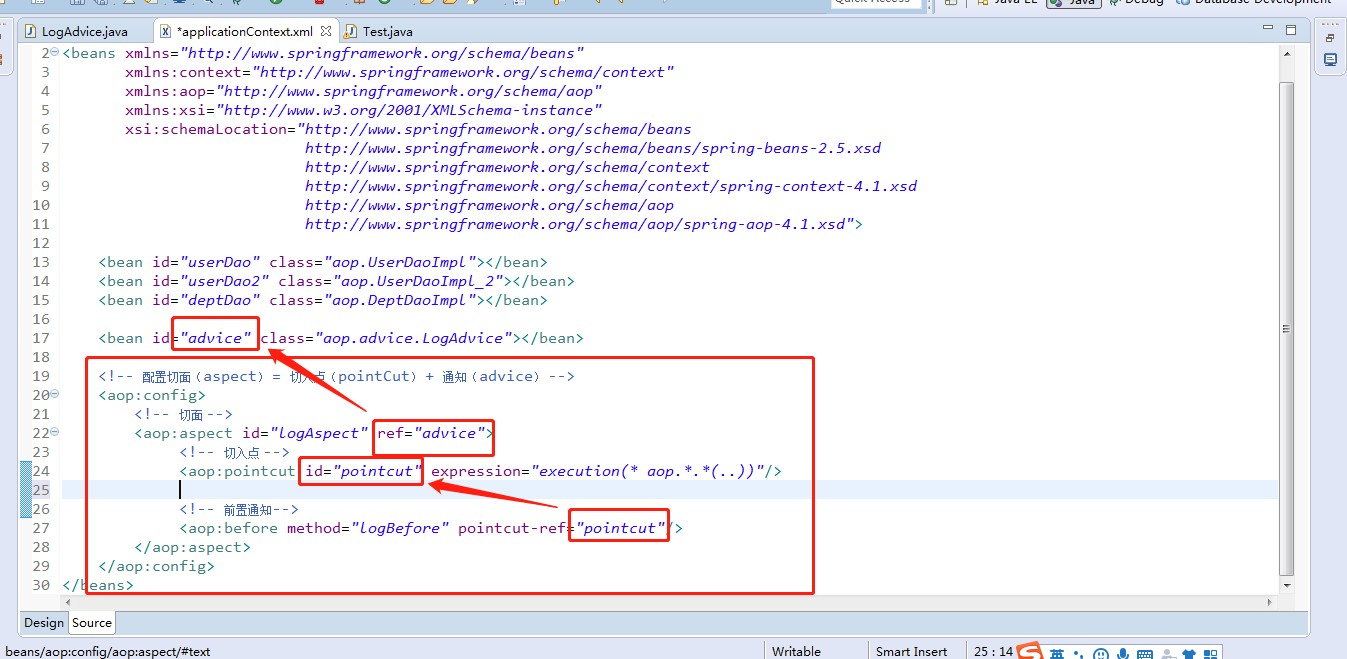 Quick Access
Java EE
Java
Debug
Database Development
LogAdvice.java
*applicationContext.xml
Test.java
2 <beans xmlns="http://www.springframework.org/schema/beans"
3 xmlns:context="http://www.springframework.org/schema/context"
4 xmlns:aop="http://www.springframework.org/schema/aop"
5 xmlns:xsi="http://www.w3.org/2001/XMLSchema-instance"
6 xsi:schemaLocation="http://www.springframework.org/schema/beans
7 http://www.springframework.org/schema/beans/spring-beans-2.5.xsd
8 http://www.springframework.org/schema/context
9 http://www.springframework.org/schema/context/spring-context-4.1.xsd
10 http://www.springframework.org/schema/aop
11 http://www.springframework.org/schema/aop/spring-aop-4.1.xsd">
12
13 <bean id="userDao" class="aop.UserDaoImpl"></bean>
14 <bean id="userDao2" class="aop.UserDaoImpl_2"></bean>
15 <bean id="deptDao" class="aop.DeptDaoImpl"></bean>
16
17 <bean id="advice" class="aop.advice.LogAdvice"></bean>
18
19 <!-- 配置切面（aspect）= 切入点（pointCut）+ 通知（advice）-->
20 <aop:config>
21 <!-- 切面 -->
22 <aop:aspect id="logAspect" ref="advice">
23 <!-- 切入点 -->
24 <aop:pointcut id="pointcut" expression="execution(* aop.*.*(..))"/>
25
26 <!-- 前置通知-->
27 <aop:before method="logBefore" pointcut-ref="pointcut"/>
28 </aop:aspect>
29 </aop:config>
30 </beans>
Design
Source
beans/aop:config/aop:aspect/#text
Writable
Smart Insert
25 : 14
英